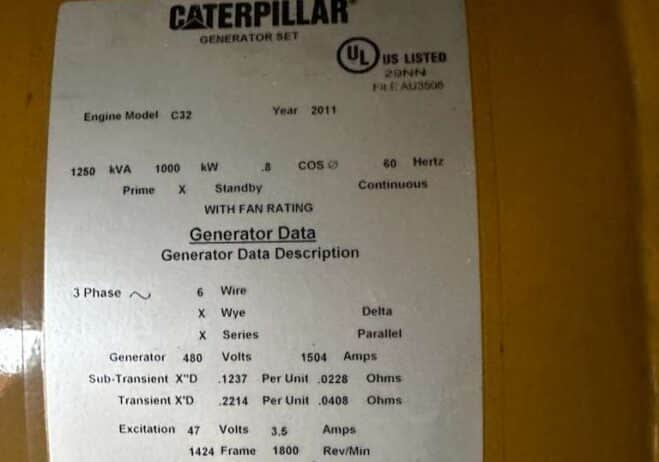 CATERPILLAR®
GENERATOR SET
UL US LISTED
29NN
FILE AU3506
Engine Model C32 Year 2011
1250 kVA 1000 kW .8 COS ∅ 60 Hertz
Prime X Standby Continuous
WITH FAN RATING
Generator Data
Generator Data Description
3 Phase 6 Wire
X Wye Delta
X Series Parallel
Generator 480 Volts 1504 Amps
Sub-Transient X"D .1237 Per Unit .0228 Ohms
Transient X'D .2214 Per Unit .0408 Ohms
Excitation 47 Volts 3.5 Amps
1424 Frame 1800 Rev/Min